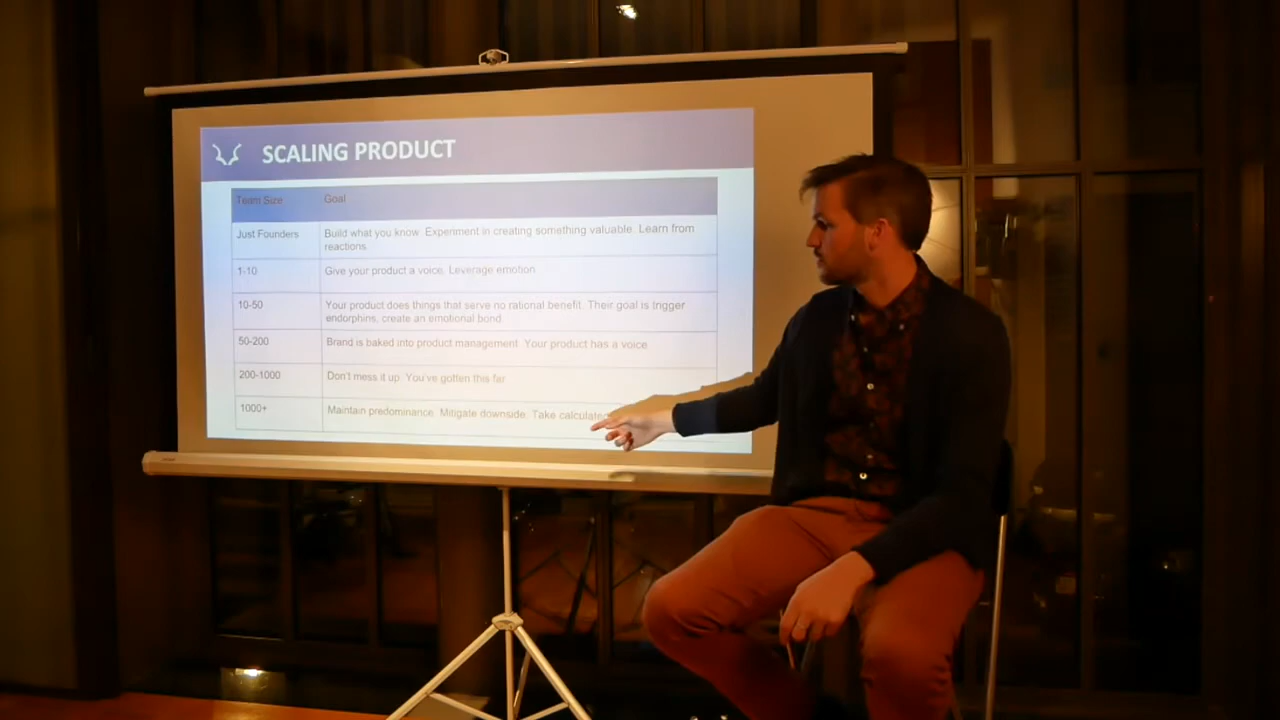 SCALING PRODUCT
Team Size Goal
Just Founders Build what you know. Experiment in creating something valuable. Learn from
reactions.
1-10 Give your product a voice. Leverage emotion.
10-50 Your product does things that serve no rational benefit. Their goal is trigger
endorphins, create an emotional bond.
50-200 Brand is baked into product management. Your product has a voice.
200-1000 Don't mess it up. You've gotten this far
1000+ Maintain predominance. Mitigate downside. Take calculated